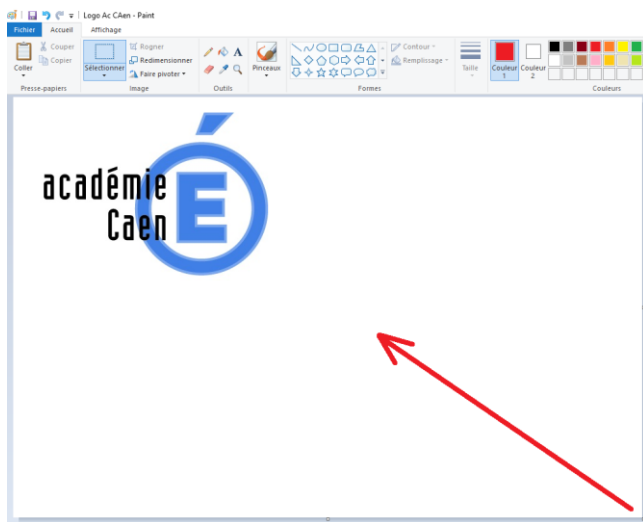 Logo Ac CAen - Paint
Fichier Accueil Affichage
Coller
Couper
Copier
Presse-papiers
Sélectionner
Rogner
Redimensionner
Faire pivoter
Image
A
Outils
Pinceaux
Contour
Remplissage
Formes
Taille
Couleur 1
Couleur 2
Couleurs
académie
Caen
É